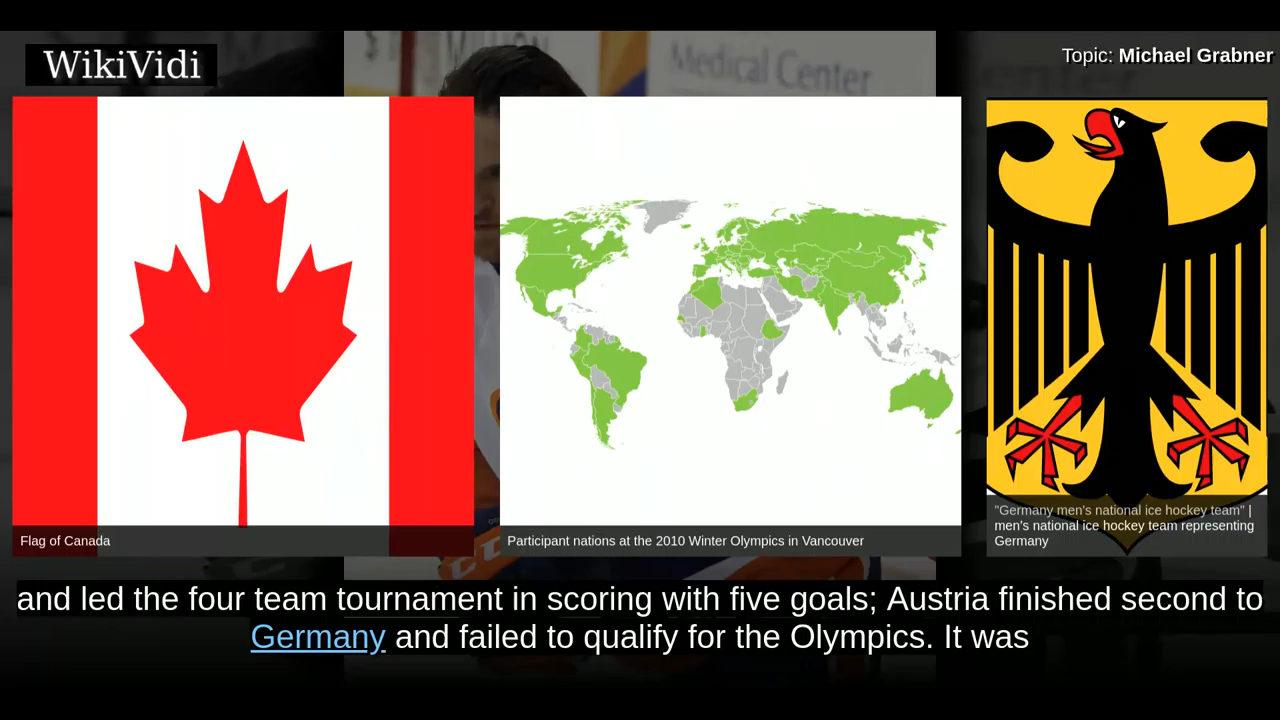 WikiVidi
Topic: Michael Grabner
Medical Center
Flag of Canada
Participant nations at the 2010 Winter Olympics in Vancouver
"Germany men's national ice hockey team" |
men's national ice hockey team representing
Germany
and led the four team tournament in scoring with five goals; Austria finished second to
Germany and failed to qualify for the Olympics. It was